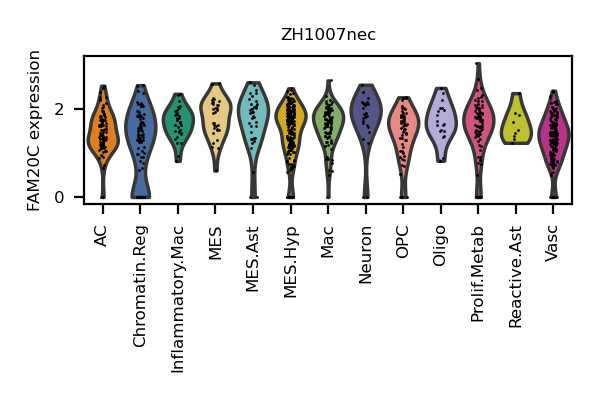 ZH1007nec
FAM20C expression
2
0
AC
Chromatin.Reg
Inflammatory.Mac
MES
MES.Ast
MES.Hyp
Mac
Neuron
OPC
Oligo
Prolif.Metab
Reactive.Ast
Vasc